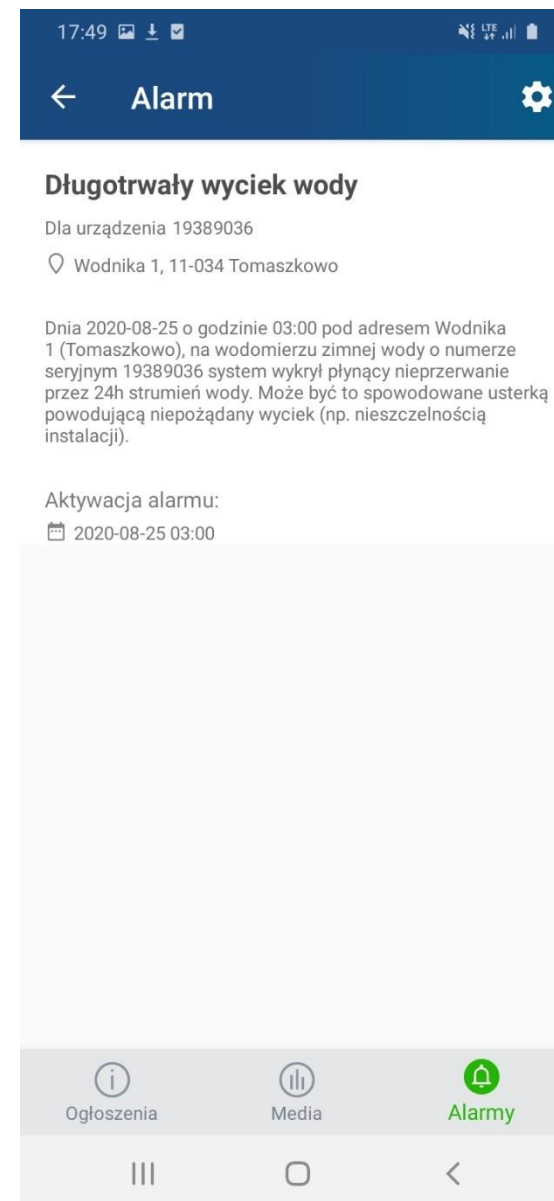 17:49
LTE
Alarm
Długotrwały wyciek wody
Dla urządzenia 19389036
Wodnika 1, 11-034 Tomaszkowo
Dnia 2020-08-25 o godzinie 03:00 pod adresem Wodnika
1 (Tomaszkowo), na wodomierzu zimnej wody o numerze
seryjnym 19389036 system wykrył płynący nieprzerwanie
przez 24h strumień wody. Może być to spowodowane usterką
powodującą niepożądany wyciek (np. nieszczelnością
instalacji).
Aktywacja alarmu:
2020-08-25 03:00
Ogłoszenia Media Alarmy